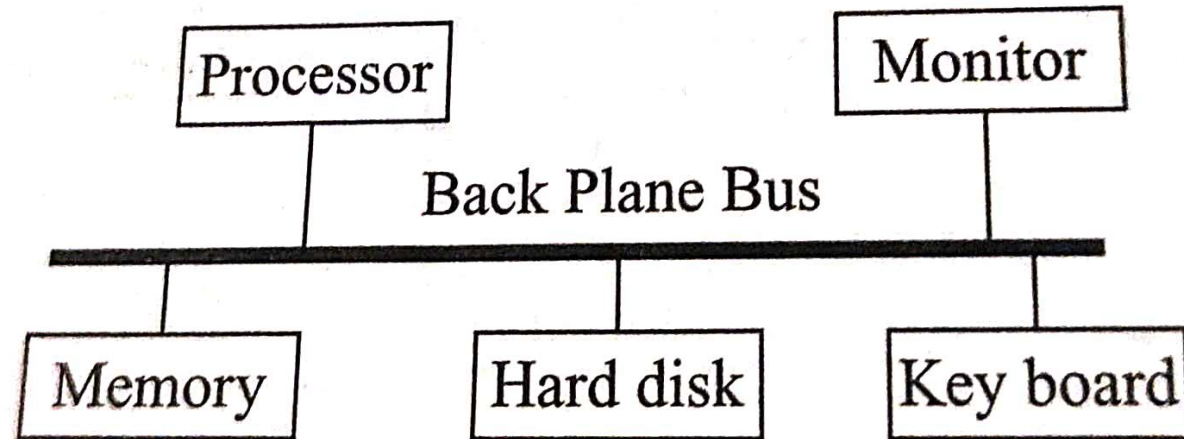 Processor
Monitor
Back Plane Bus
Memory
Hard disk
Key board